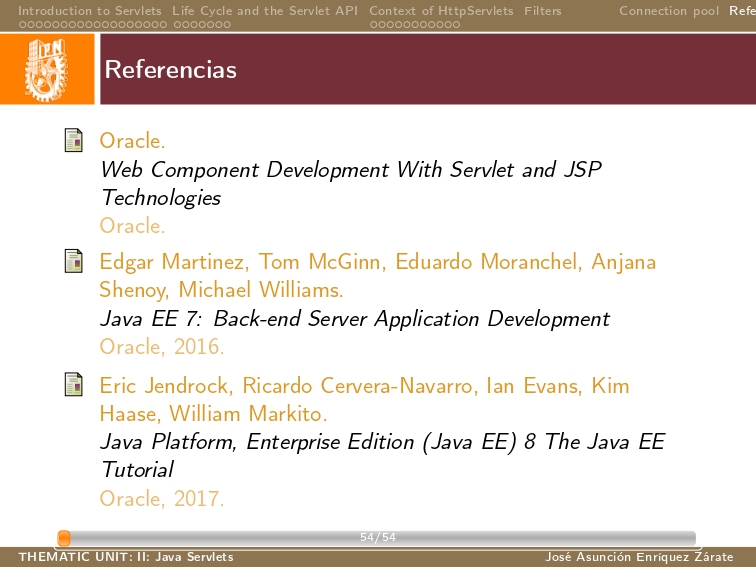 Introduction to Servlets Life Cycle and the Servlet API Context of HttpServlets Filters Connection pool Refe
IPN
Referencias
Oracle.
Web Component Development With Servlet and JSP
Technologies
Oracle.
Edgar Martinez, Tom McGinn, Eduardo Moranchel, Anjana
Shenoy, Michael Williams.
Java EE 7: Back-end Server Application Development
Oracle, 2016.
Eric Jendrock, Ricardo Cervera-Navarro, Ian Evans, Kim
Haase, William Markito.
Java Platform, Enterprise Edition (Java EE) 8 The Java EE
Tutorial
Oracle, 2017.
54/54
THEMATIC UNIT: II: Java Servlets José Asunción Enríquez Zárate